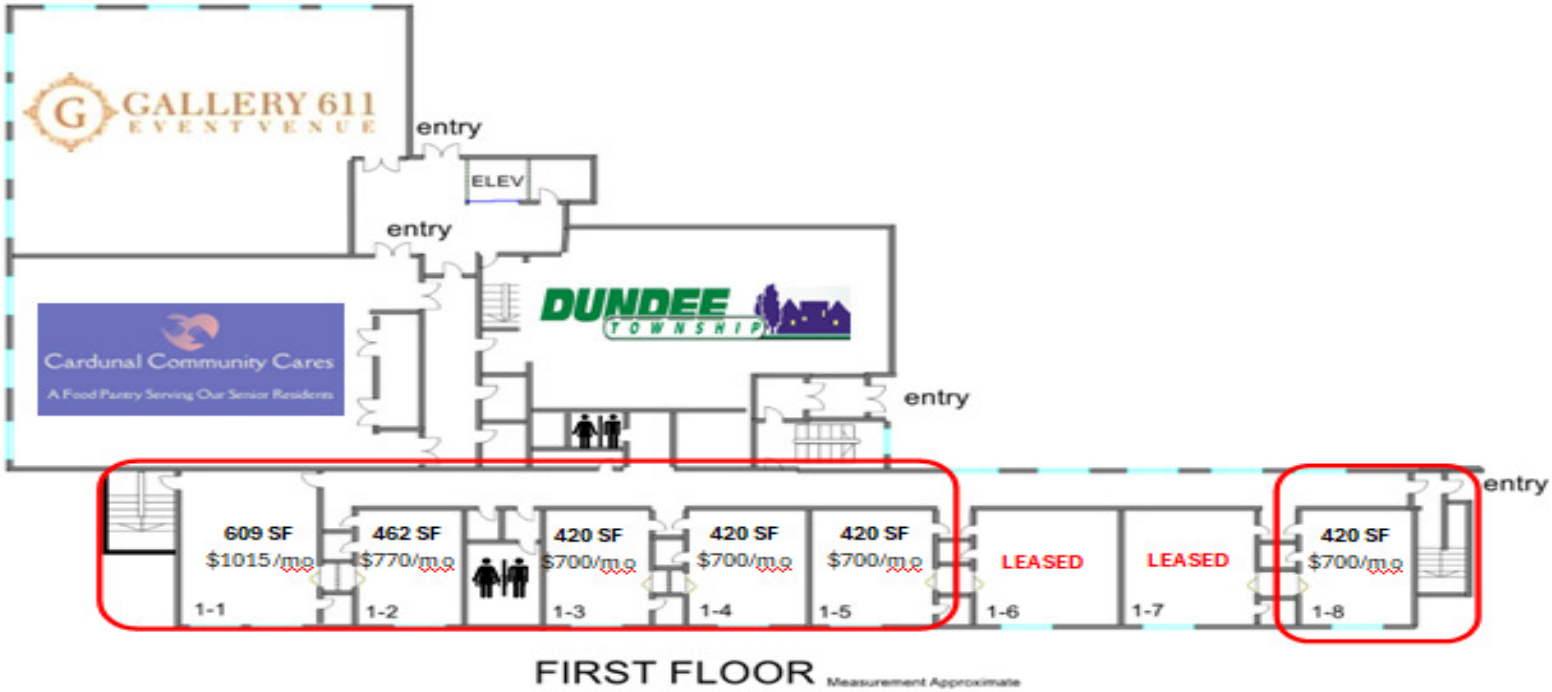 G GALLERY 611
EVENT VENUE
entry
ELEV
entry
DUNDEE
TOWNSHIP
Cardunal Community Cares
A Food Pantry Serving Our Senior Residents
entry
entry
609 SF
$1015/mo
1-1
462 SF
$770/mo
1-2
420 SF
$700/mo
1-3
420 SF
$700/mo
1-4
420 SF
$700/mo
1-5
LEASED
1-6
LEASED
1-7
420 SF
$700/mo
1-8
FIRST FLOOR Measurement Approximate